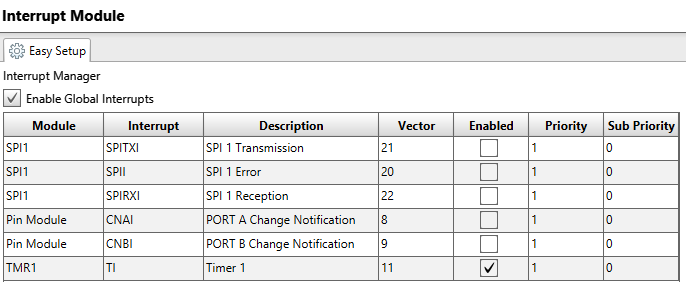 Interrupt Module
Easy Setup
Interrupt Manager
Enable Global Interrupts
Module Interrupt Description Vector Enabled Priority Sub Priority
SPI1 SPITXI SPI 1 Transmission 21 1 0
SPI1 SPII SPI 1 Error 20 1 0
SPI1 SPIRXI SPI 1 Reception 22 1 0
Pin Module CNAI PORT A Change Notification 8 1 0
Pin Module CNBI PORT B Change Notification 9 1 0
TMR1 TI Timer 1 11 1 0